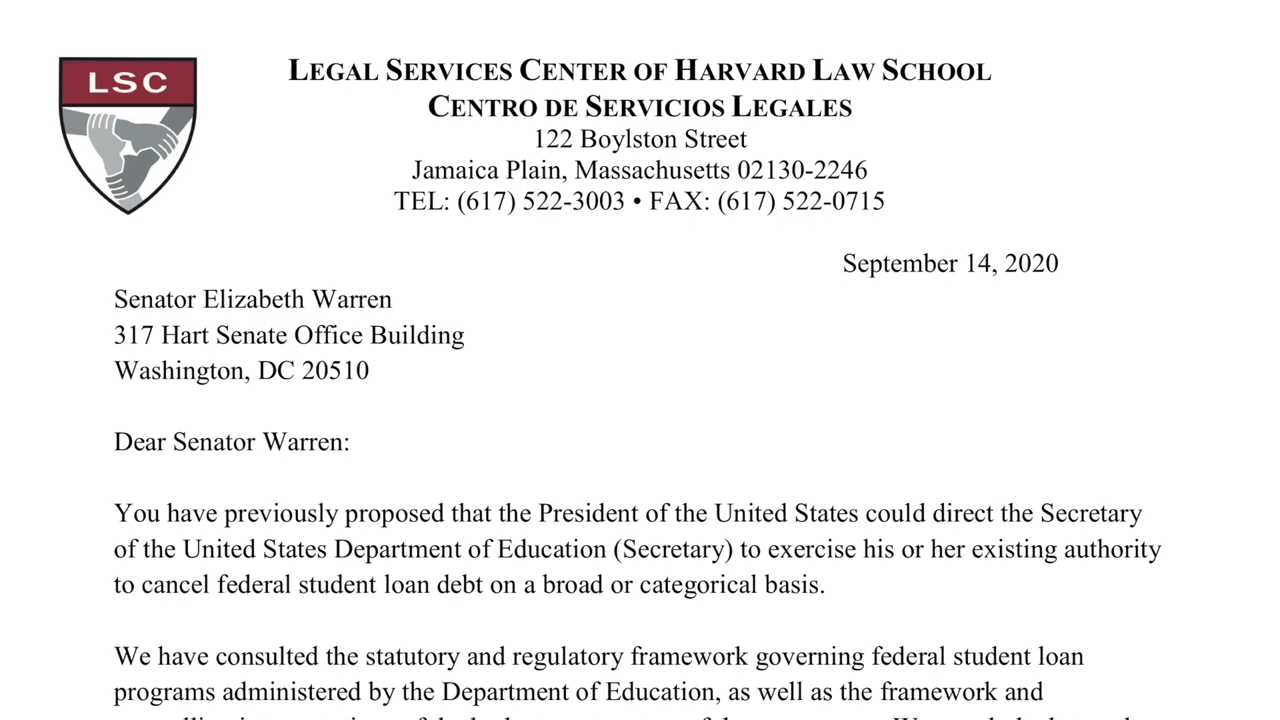 LSC
LEGAL SERVICES CENTER OF HARVARD LAW SCHOOL
CENTRO DE SERVICIOS LEGALES
122 Boylston Street
Jamaica Plain, Massachusetts 02130-2246
TEL: (617) 522-3003 • FAX: (617) 522-0715
September 14, 2020
Senator Elizabeth Warren
317 Hart Senate Office Building
Washington, DC 20510
Dear Senator Warren:
You have previously proposed that the President of the United States could direct the Secretary
of the United States Department of Education (Secretary) to exercise his or her existing authority
to cancel federal student loan debt on a broad or categorical basis.
We have consulted the statutory and regulatory framework governing federal student loan
programs administered by the Department of Education, as well as the framework and